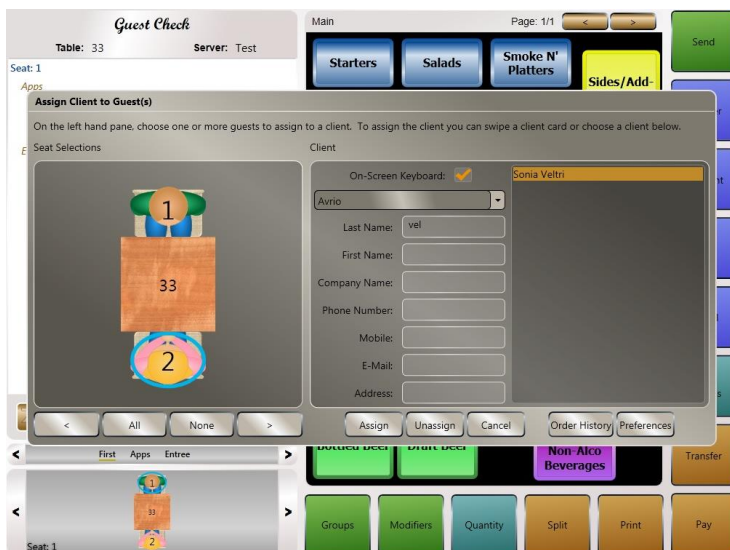 Guest Check
Table: 33 Server: Test
Seat: 1
Apps
Main Page: 1/1 < >
Starters
Salads
Smoke N'
Platters
Sides/Add-
Send
Assign Client to Guest(s)
On the left hand pane, choose one or more guests to assign to a client. To assign the client you can swipe a client card or choose a client below.
Seat Selections
Client
1
33
2
On-Screen Keyboard:
Avrio
Last Name: vel
First Name:
Company Name:
Phone Number:
Mobile:
E-Mail:
Address:
Sonia Veltri
< All None >
Assign Unassign Cancel Order History Preferences
< First Apps Entree >
Bottled Beer
Draft Beer
Non-Alco
Beverages
Transfer
< >
1
33
2
Seat: 1
Groups
Modifiers
Quantity
Split
Print
Pay